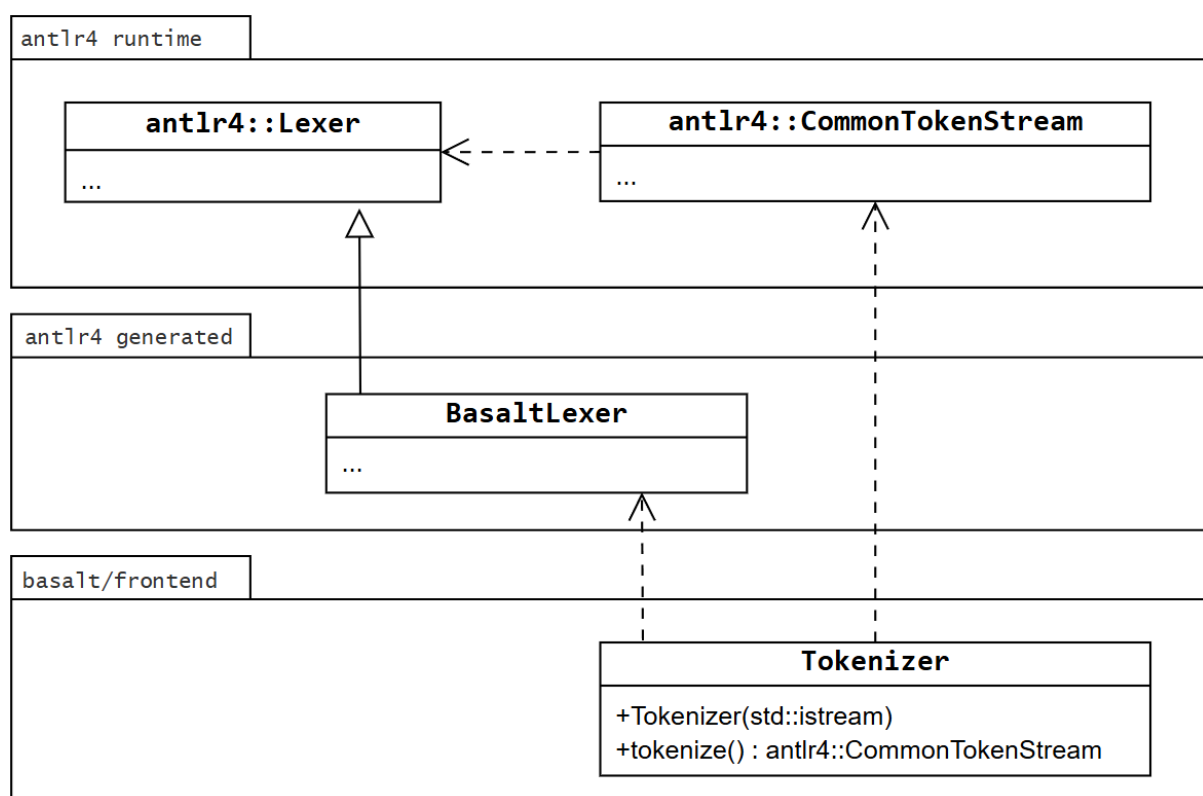 antlr4 runtime
antlr4::Lexer
...
antlr4::CommonTokenStream
...
antlr4 generated
BasaltLexer
...
basalt/frontend
Tokenizer
+Tokenizer(std::istream)
+tokenize() : antlr4::CommonTokenStream